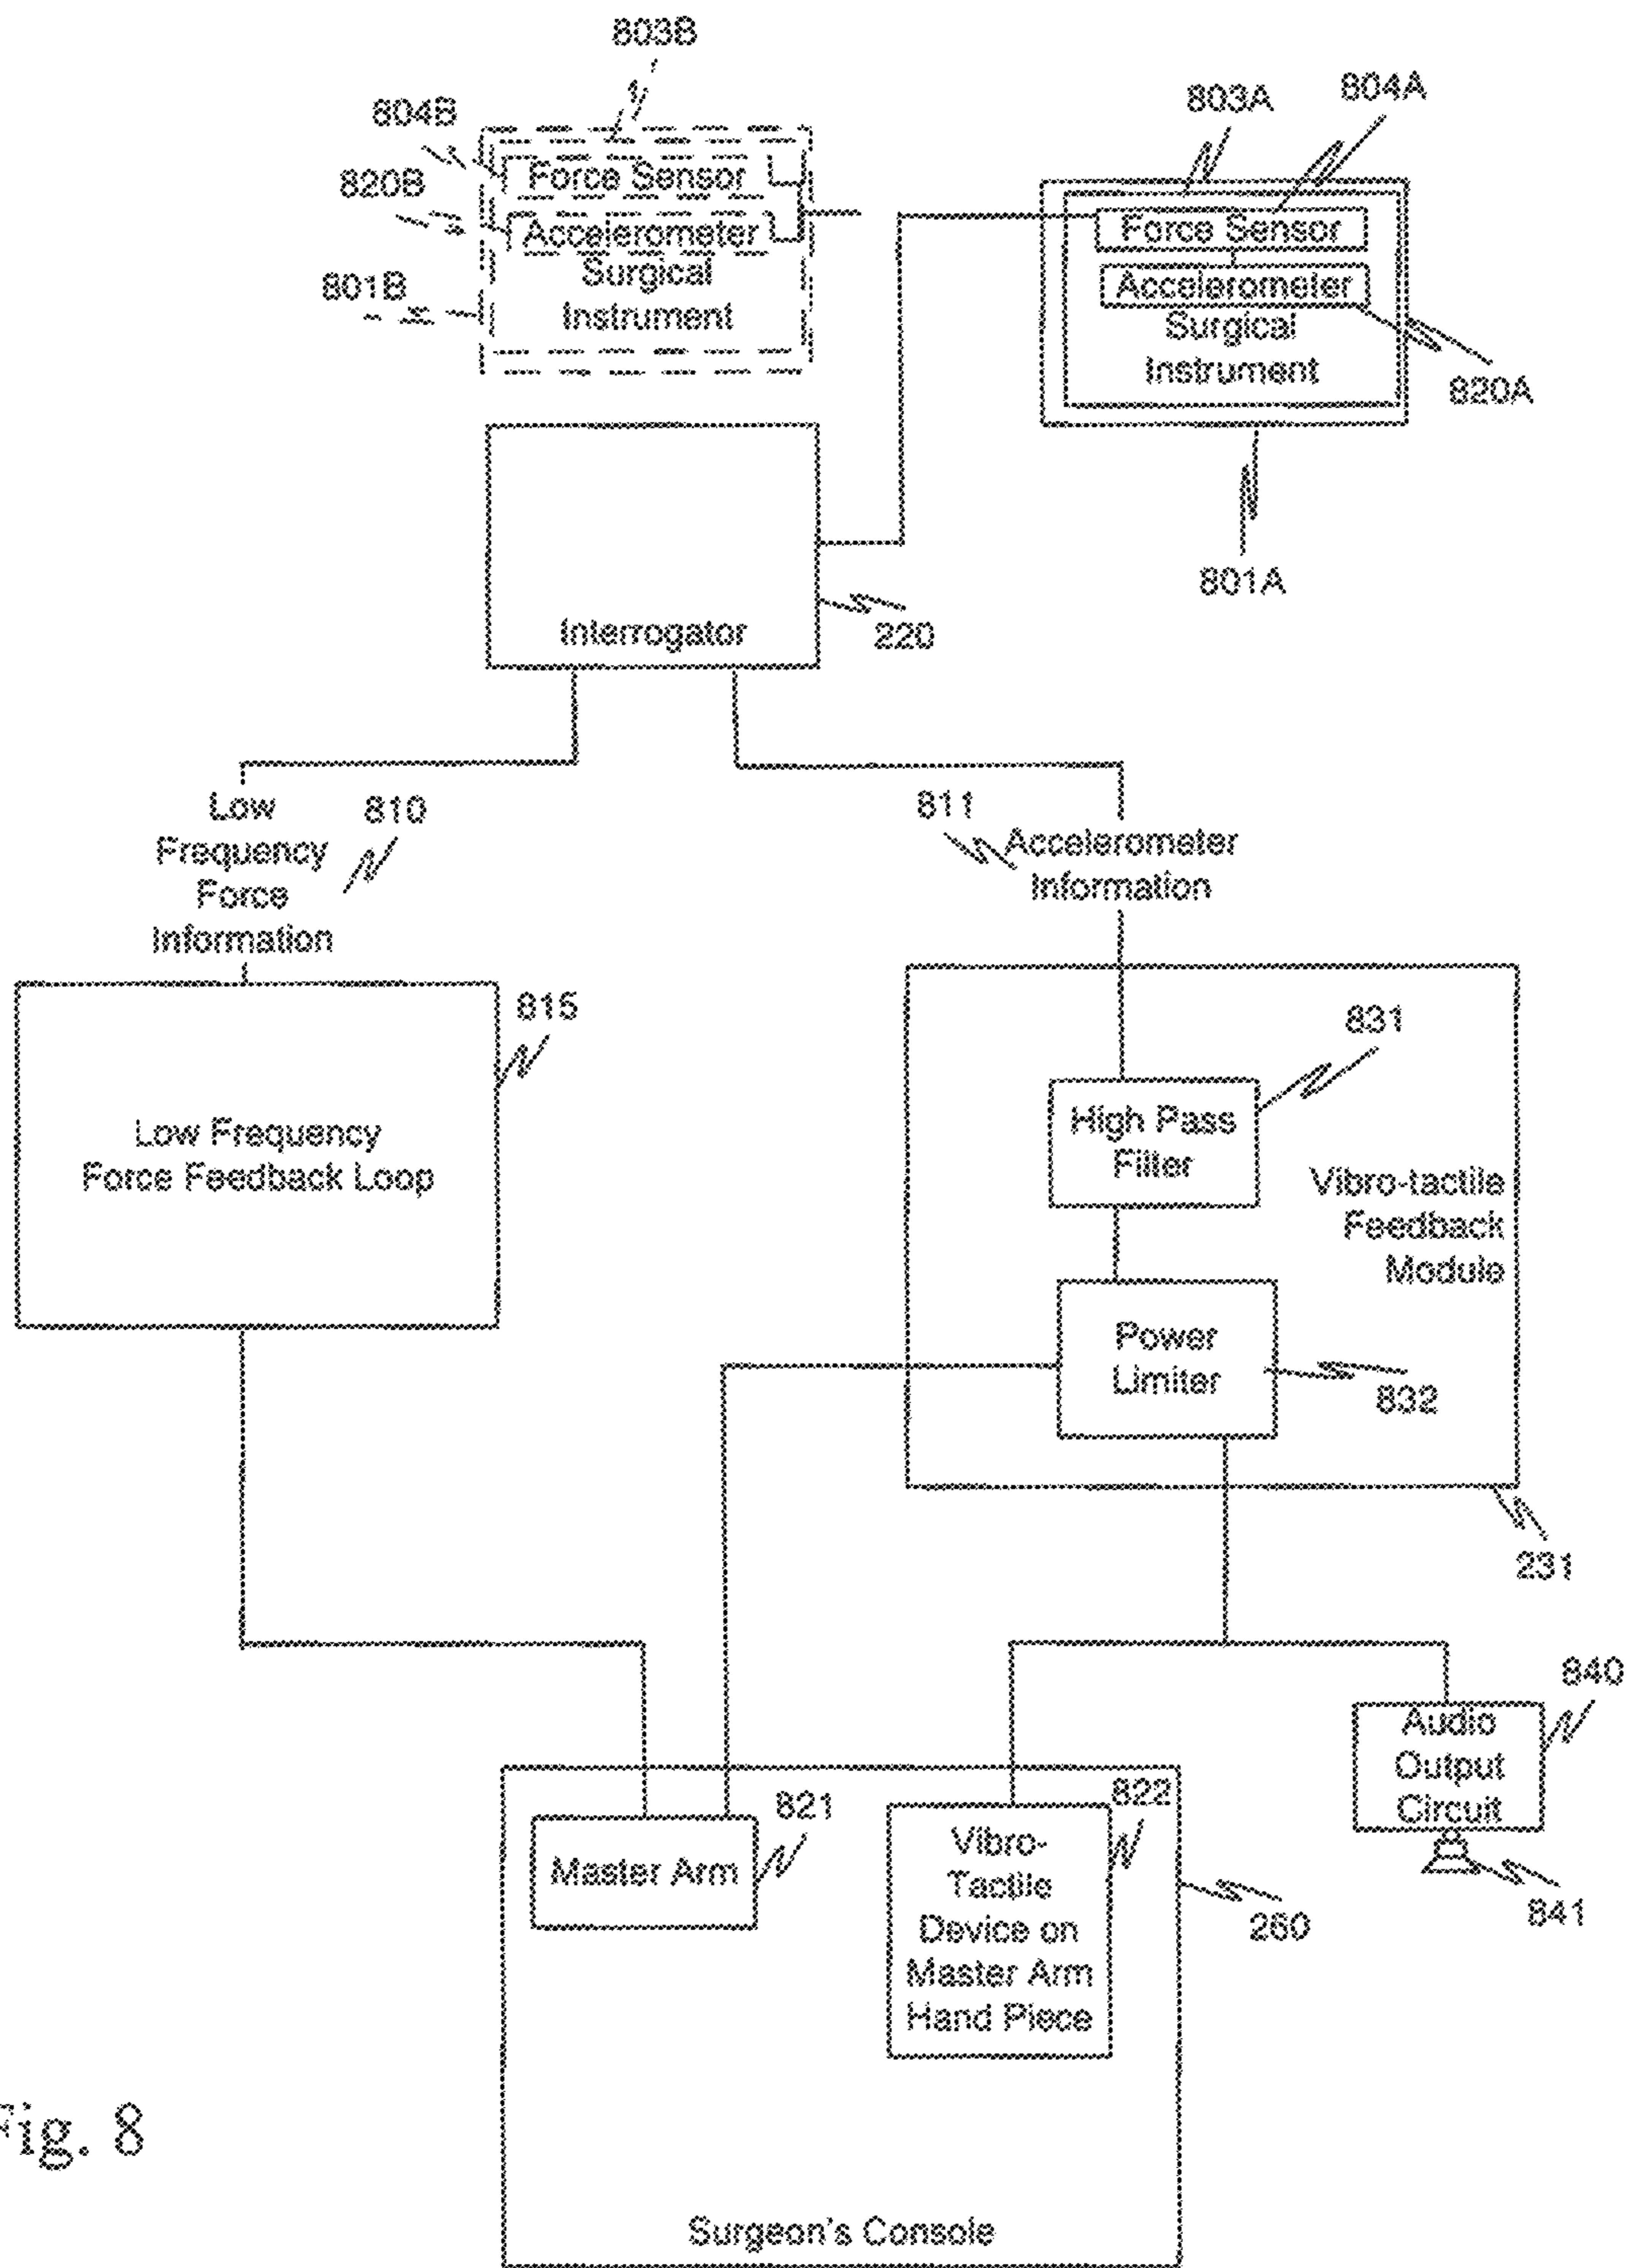 803B
804B
803A
804A
820B
Force Sensor
Accelerometer
Surgical
Instrument
801B
Force Sensor
Accelerometer
Surgical
Instrument
820A
801A
Interrogator
220
Low
Frequency
Force
Information
810
811
Accelerometer
Information
815
Low Frequency
Force Feedback Loop
831
High Pass
Filter
Vibro-tactile
Feedback
Module
Power
Limiter
832
231
840
Audio
Output
Circuit
841
821
Master Arm
822
Vibro-
Tactile
Device on
Master Arm
Hand Piece
260
Surgeon's Console
Fig. 8